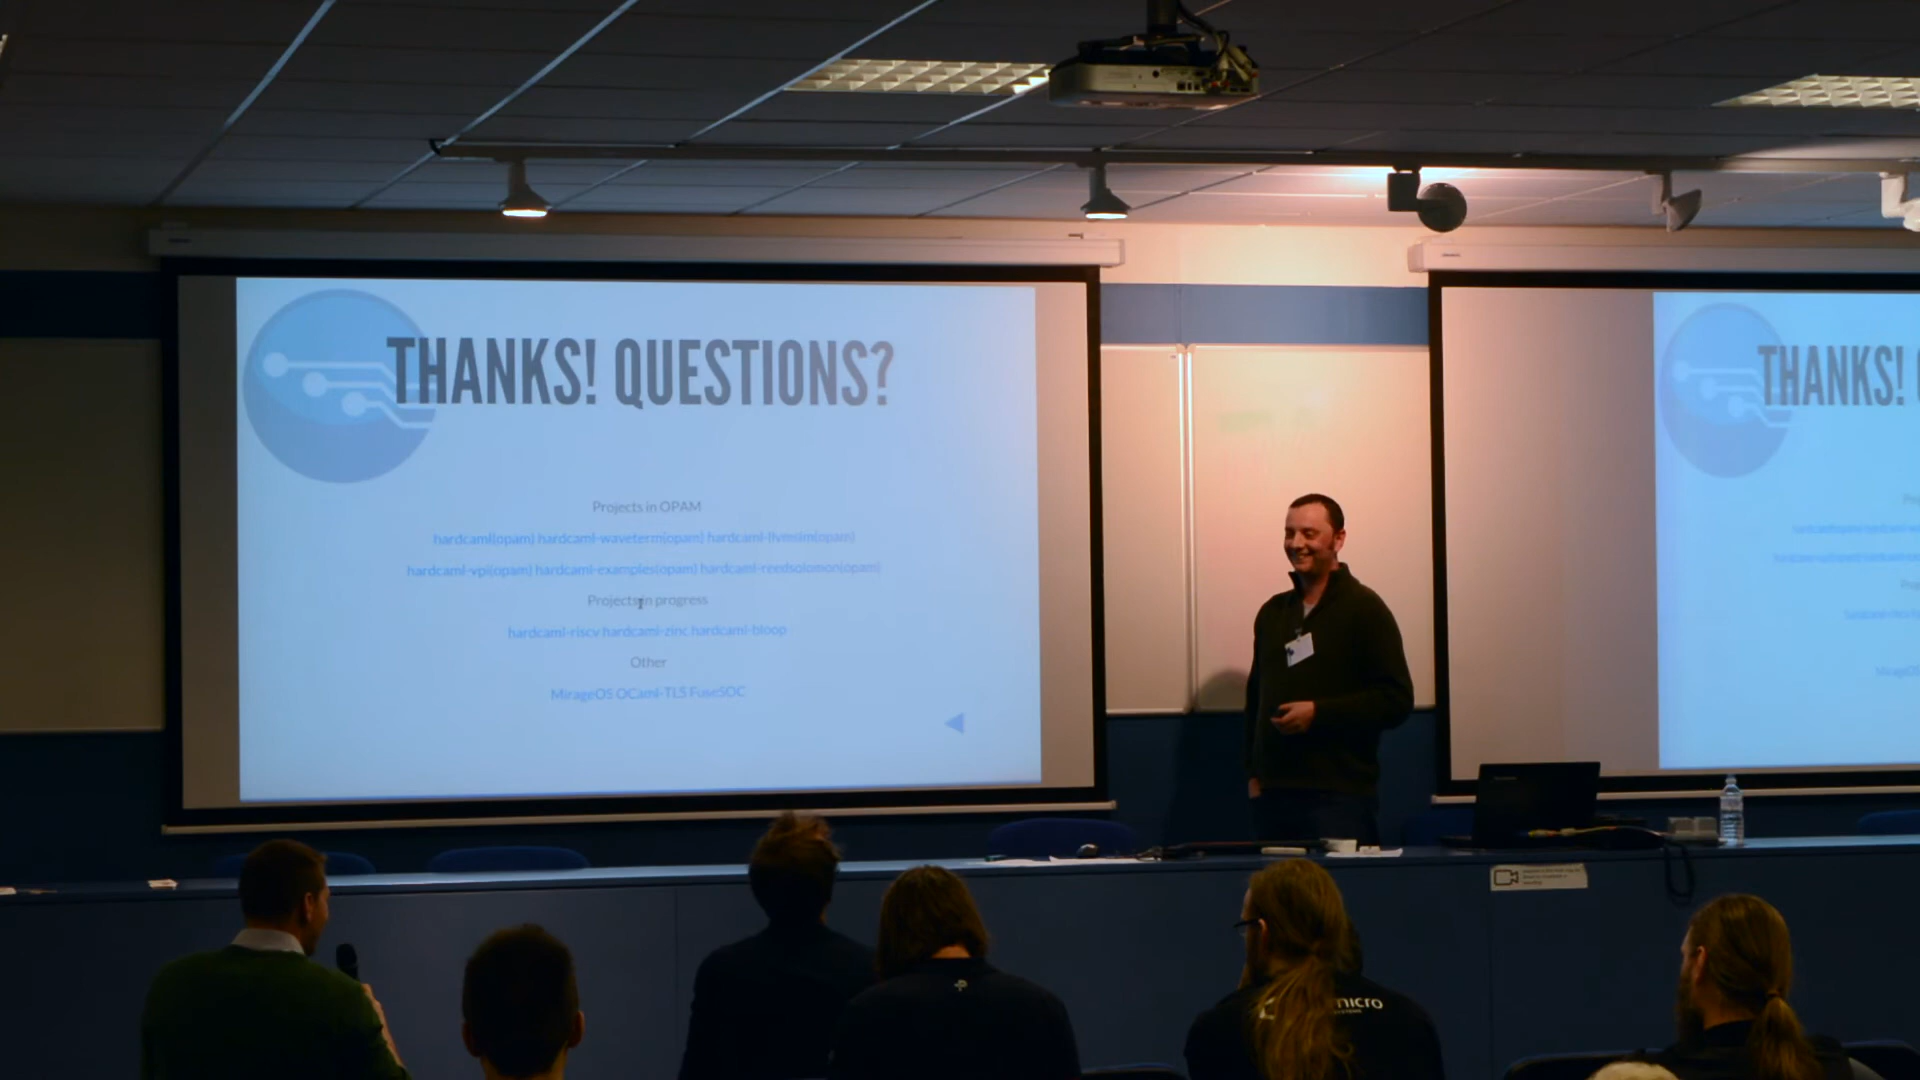 THANKS! QUESTIONS?
Projects in OPAM
hardcaml(opam) hardcaml-waveterm(opam) hardcaml-llvmsim(opam)
hardcaml-vpi(opam) hardcaml-examples(opam) hardcaml-reedsolomon(opam)
Projects in progress
hardcaml-riscv hardcaml-zinc hardcaml-bloop
Other
MirageOS OCaml-TLS FuseSOC
THANKS!